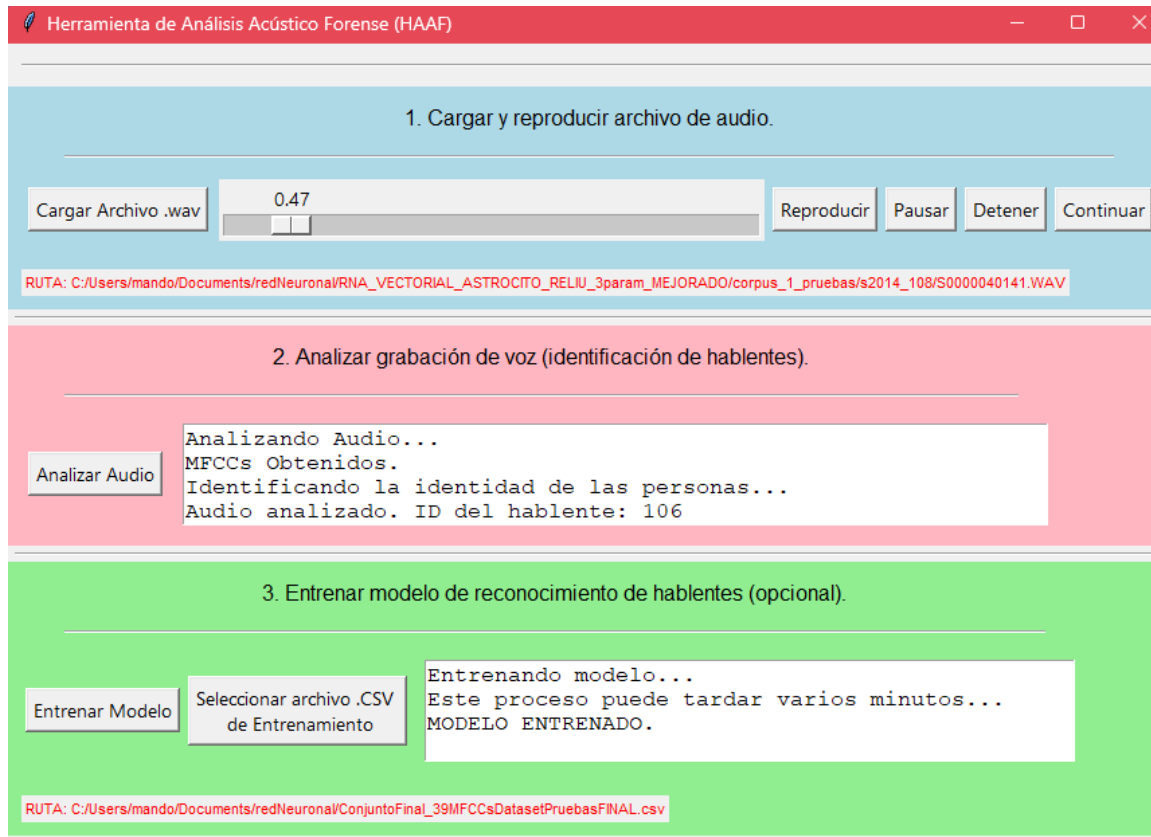 Herramienta de Análisis Acústico Forense (HAAF)
1. Cargar y reproducir archivo de audio.
Cargar Archivo .wav
0.47
Reproducir
Pausar
Detener
Continuar
RUTA: C:/Users/mando/Documents/redNeuronal/RNA_VECTORIAL_ASTROCITO_RELIU_3param_MEJORADO/corpus_1_pruebas/s2014_108/S0000040141.WAV
2. Analizar grabación de voz (identificación de hablentes).
Analizar Audio
Analizando Audio...
MFCCs Obtenidos.
Identificando la identidad de las personas...
Audio analizado. ID del hablente: 106
3. Entrenar modelo de reconocimiento de hablentes (opcional).
Entrenar Modelo
Seleccionar archivo .CSV
de Entrenamiento
Entrenando modelo...
Este proceso puede tardar varios minutos...
MODELO ENTRENADO.
RUTA: C:/Users/mando/Documents/redNeuronal/ConjuntoFinal_39MFCCsDatasetPruebasFINAL.csv